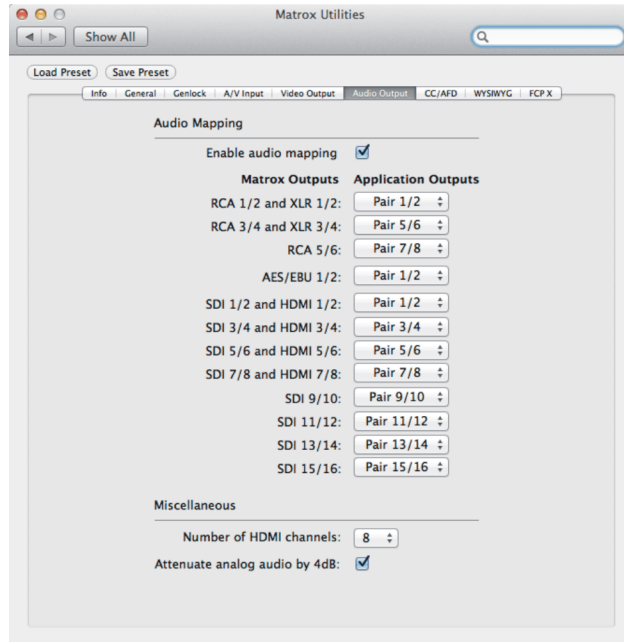 Matrox Utilities
Show All
Load Preset Save Preset
Info General Genlock A/V Input Video Output Audio Output CC/AFD WYSIWYG FCP X
Audio Mapping
Enable audio mapping
Matrox Outputs Application Outputs
RCA 1/2 and XLR 1/2: Pair 1/2
RCA 3/4 and XLR 3/4: Pair 5/6
RCA 5/6: Pair 7/8
AES/EBU 1/2: Pair 1/2
SDI 1/2 and HDMI 1/2: Pair 1/2
SDI 3/4 and HDMI 3/4: Pair 3/4
SDI 5/6 and HDMI 5/6: Pair 5/6
SDI 7/8 and HDMI 7/8: Pair 7/8
SDI 9/10: Pair 9/10
SDI 11/12: Pair 11/12
SDI 13/14: Pair 13/14
SDI 15/16: Pair 15/16
Miscellaneous
Number of HDMI channels: 8
Attenuate analog audio by 4dB: